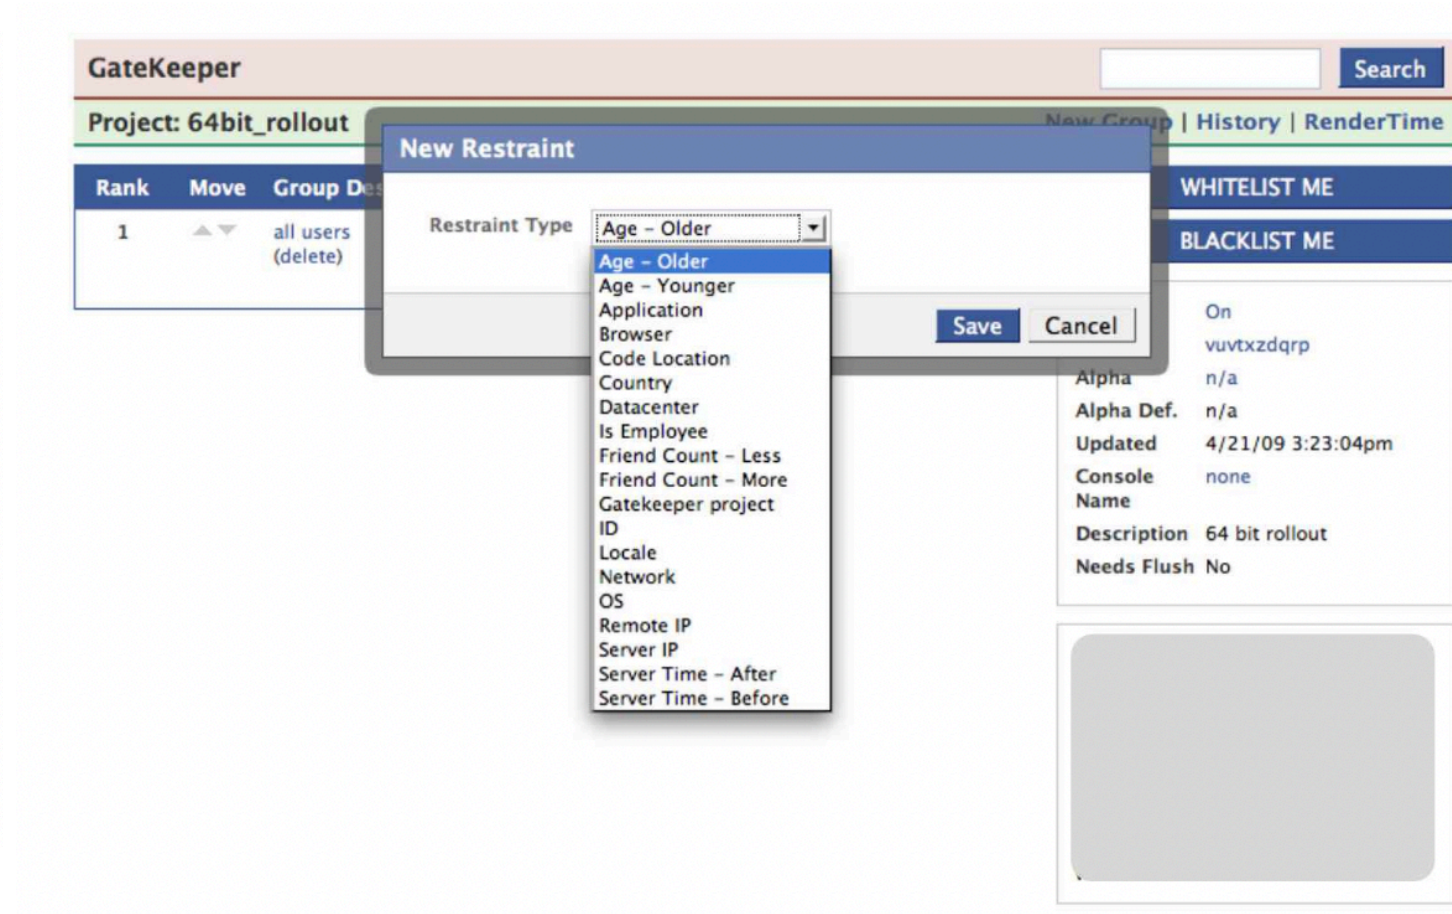 GateKeeper
Search
Project: 64bit_rollout
New Group | History | RenderTime
New Restraint
Rank Move Group Des
WHITELIST ME
1
all users
(delete)
Restraint Type
Age – Older
BLACKLIST ME
Age – Older
Age – Younger
Application
Browser
Code Location
Country
Datacenter
Is Employee
Friend Count – Less
Friend Count – More
Gatekeeper project
ID
Locale
Network
OS
Remote IP
Server IP
Server Time – After
Server Time – Before
Save
Cancel
On
vuvtxzdqrp
Alpha n/a
Alpha Def. n/a
Updated 4/21/09 3:23:04pm
Console none
Name
Description 64 bit rollout
Needs Flush No